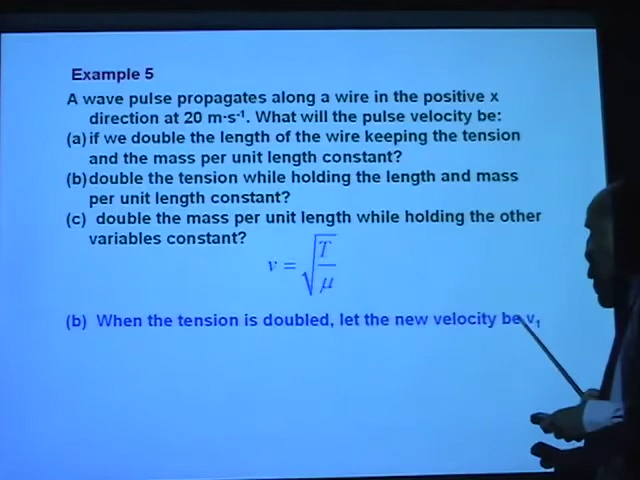 Example 5
A wave pulse propagates along a wire in the positive x
direction at 20 m·s⁻¹. What will the pulse velocity be:
(a) if we double the length of the wire keeping the tension
and the mass per unit length constant?
(b) double the tension while holding the length and mass
per unit length constant?
(c) double the mass per unit length while holding the other
variables constant?
v = √(T/μ)
(b) When the tension is doubled, let the new velocity be v₁